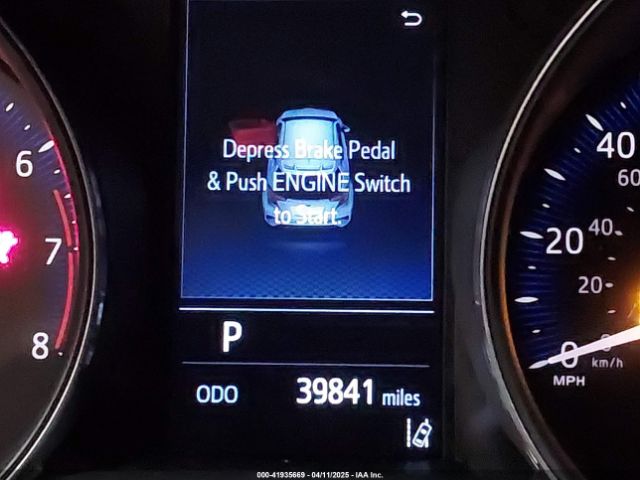 Depress Brake Pedal
& Push ENGINE Switch
to Start.
P
ODO 39841 miles
6
7
8
40
60
20
40
20
0
0
km/h
MPH
000-41935669 - 04/11/2025 - IAA Inc.